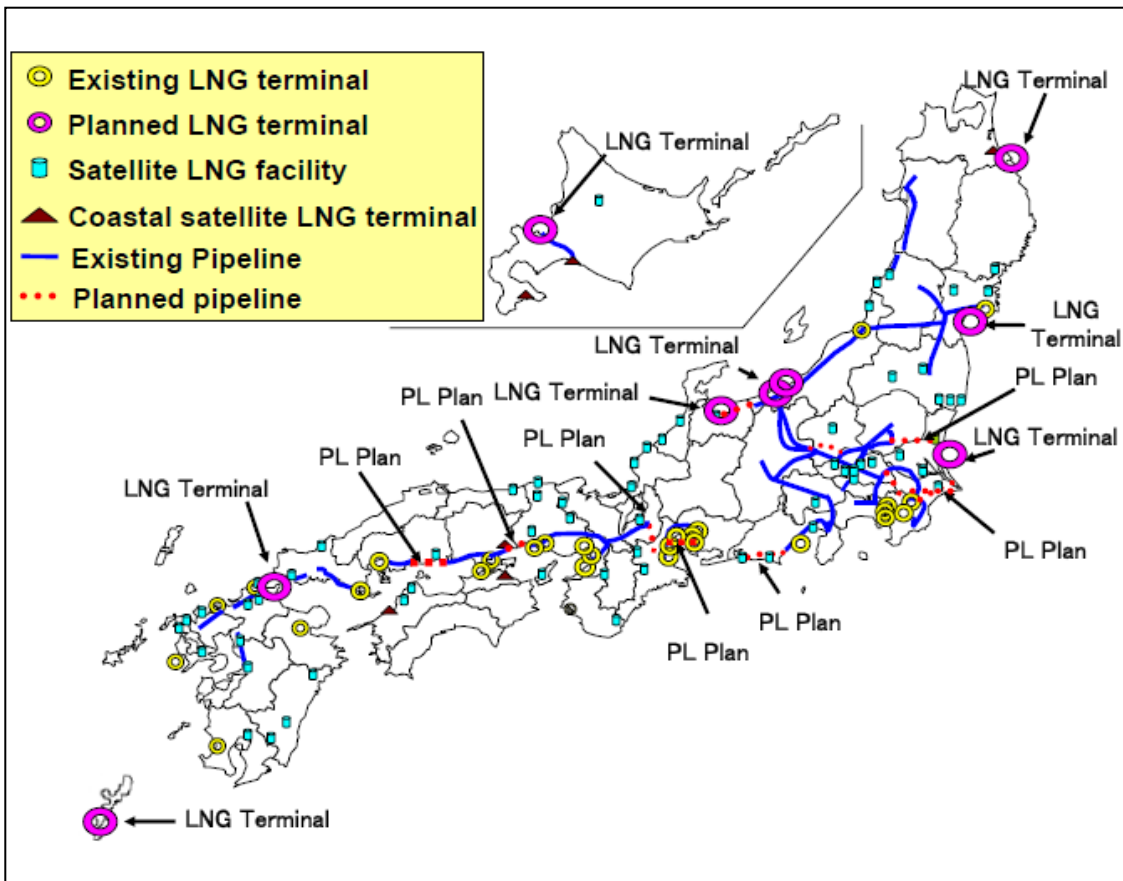 Existing LNG terminal
Planned LNG terminal
Satellite LNG facility
Coastal satellite LNG terminal
Existing Pipeline
Planned pipeline
LNG Terminal
LNG Terminal
LNG
Terminal
LNG Terminal
LNG Terminal
PL Plan
PL Plan
PL Plan
LNG Terminal
PL Plan
LNG Terminal
PL Plan
PL Plan
PL Plan
LNG Terminal